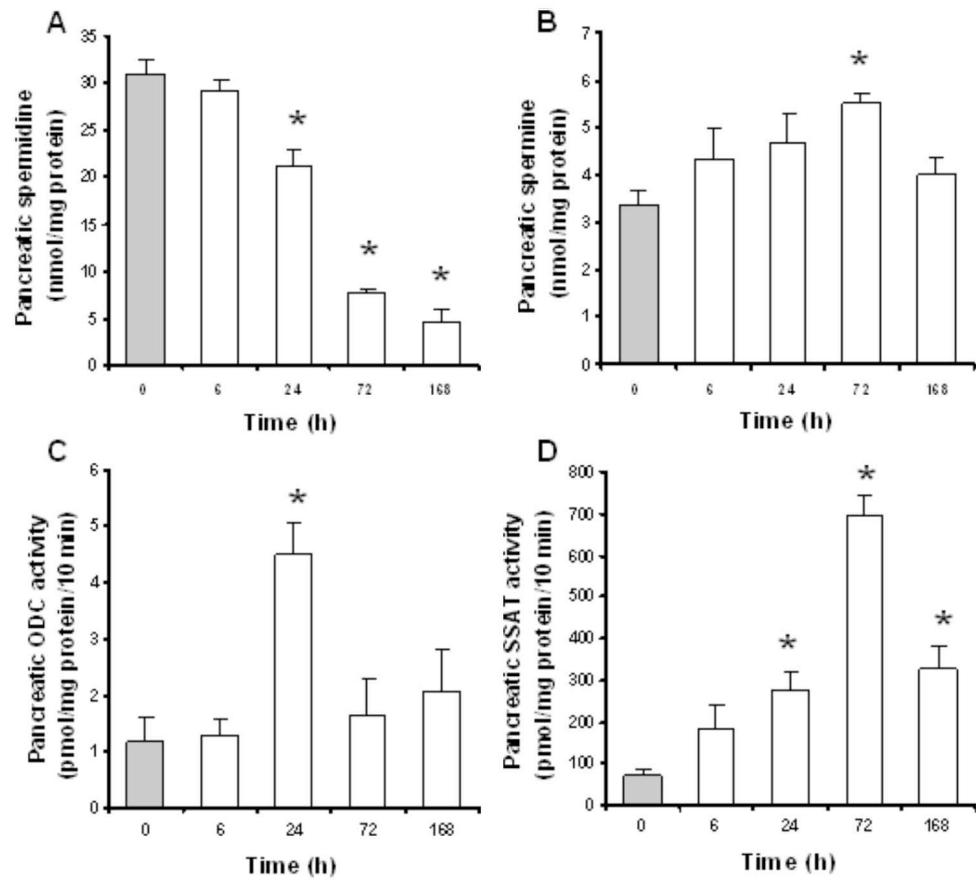 A
Pancreatic spermidine
(nmol/mg protein)
35
30
25
20
15
10
5
0
*
*
*
0 6 24 72 168
Time (h)
B
Pancreatic spermine
(nmol/mg protein)
7
6
5
4
3
2
1
0
*
0 6 24 72 168
Time (h)
C
Pancreatic ODC activity
(pmol/mg protein/10 min)
6
5
4
3
2
1
0
*
0 6 24 72 168
Time (h)
D
Pancreatic SSAT activity
(pmol/mg protein/10 min)
800
700
600
500
400
300
200
100
0
*
*
*
0 6 24 72 168
Time (h)